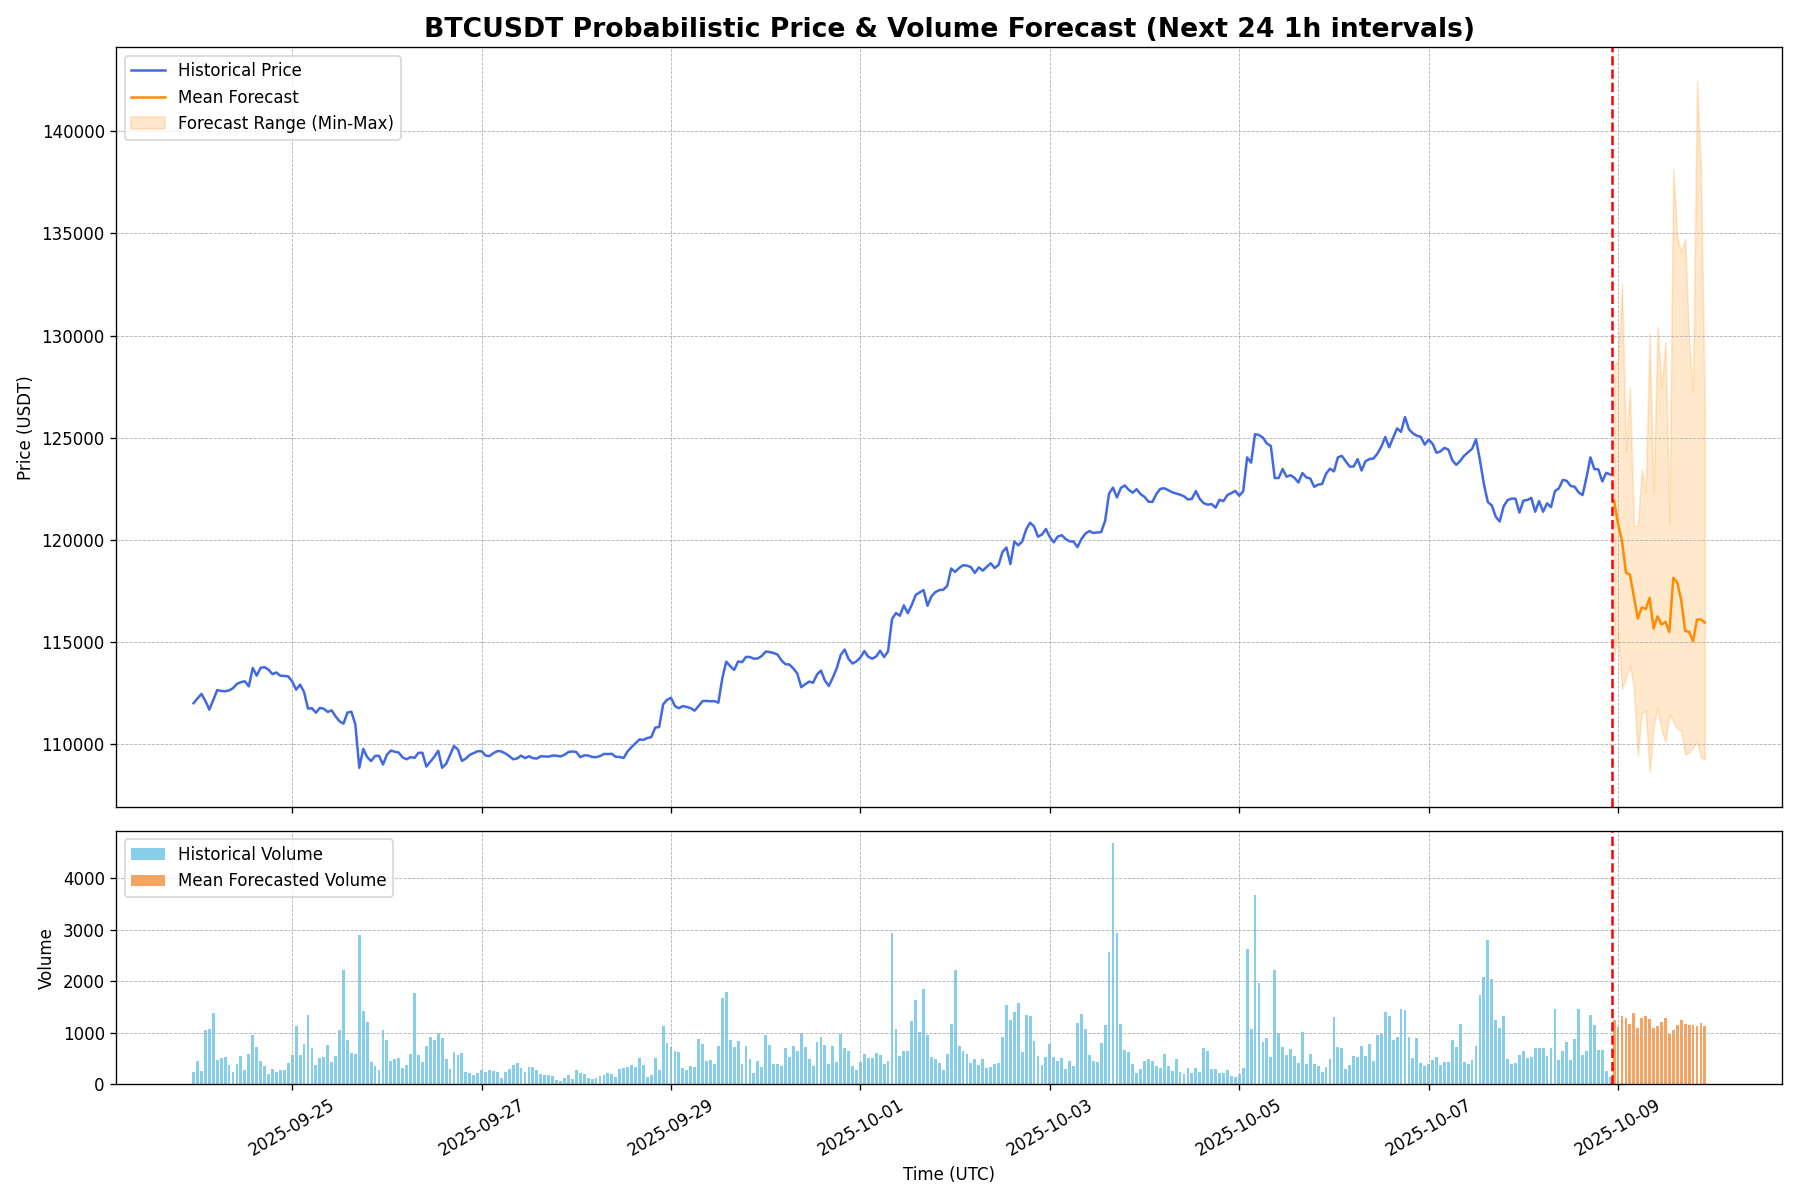 BTCUSDT Probabilistic Price & Volume Forecast (Next 24 1h intervals)
Historical Price
Mean Forecast
Forecast Range (Min-Max)
140000
135000
130000
125000
120000
115000
110000
Price (USDT)
Historical Volume
Mean Forecasted Volume
4000
3000
2000
1000
0
Volume
2025-09-25
2025-09-27
2025-09-29
2025-10-01
2025-10-03
2025-10-05
2025-10-07
2025-10-09
Time (UTC)